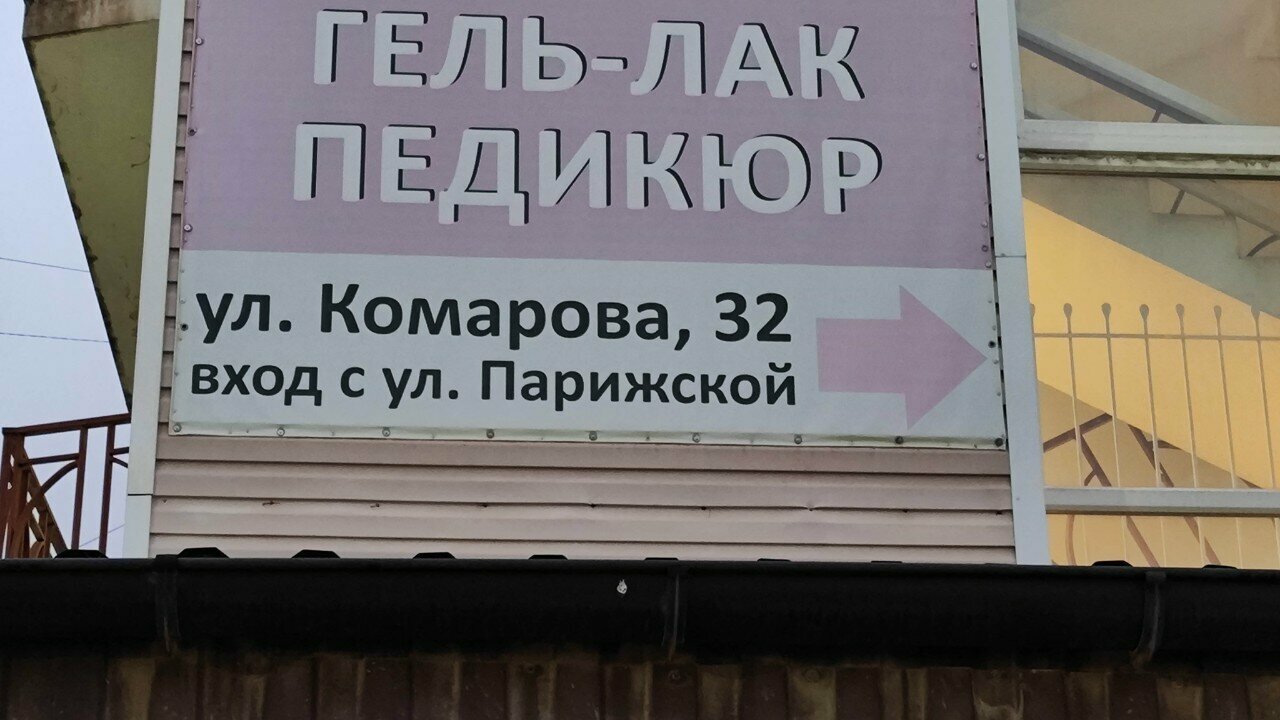 ГЕЛЬ-ЛАК
ПЕДИКЮР
ул. Комарова, 32
вход с ул. Парижской